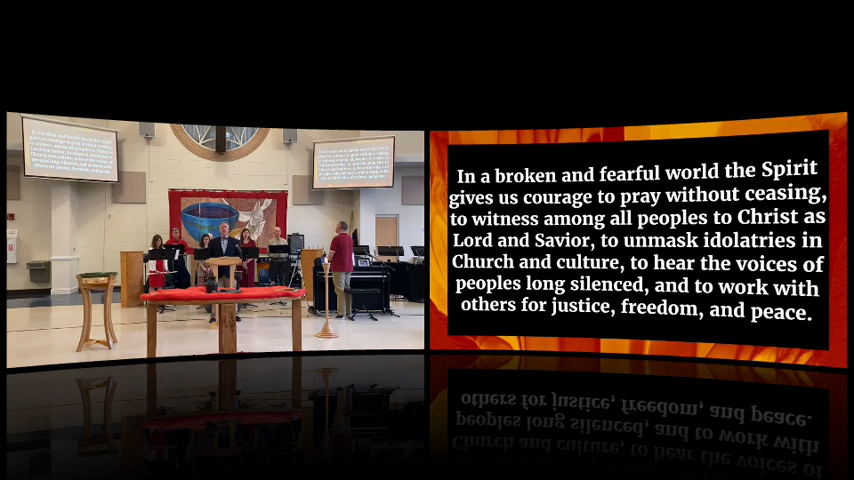 In a broken and fearful world the Spirit
gives us courage to pray without ceasing,
to witness among all peoples to Christ as
Lord and Savior, to unmask idolatries in
Church and culture, to hear the voices of
peoples long silenced, and to work with
others for justice, freedom, and peace.